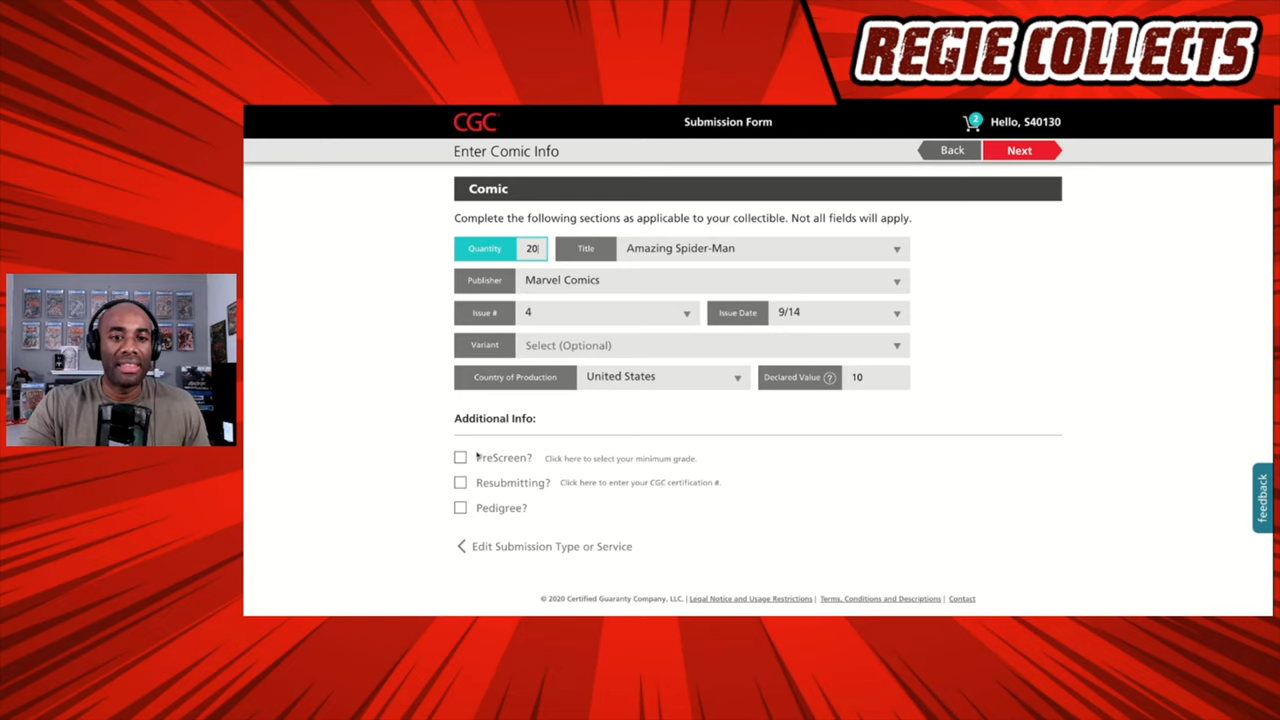 REGIE COLLECTS
CGC
Submission Form
2
Hello, S40130
Enter Comic Info
Back
Next
Comic
Complete the following sections as applicable to your collectible. Not all fields will apply.
Quantity 20 Title Amazing Spider-Man
Publisher Marvel Comics
Issue # 4 Issue Date 9/14
Variant Select (Optional)
Country of Production United States Declared Value ? 10
Additional Info:
PreScreen? Click here to select your minimum grade.
Resubmitting? Click here to enter your CGC certification #.
Pedigree?
Edit Submission Type or Service
feedback
© 2020 Certified Guaranty Company, LLC. | Legal Notice and Usage Restrictions | Terms, Conditions and Descriptions | Contact